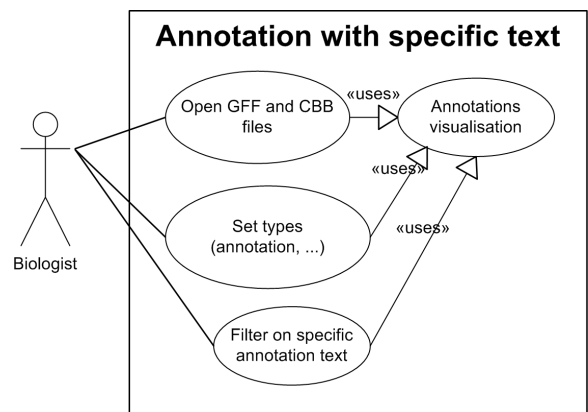 Annotation with specific text
Open GFF and CBB
files
«uses»
Annotations
visualisation
«uses»
Set types
(annotation, ...)
«uses»
Biologist
Filter on specific
annotation text